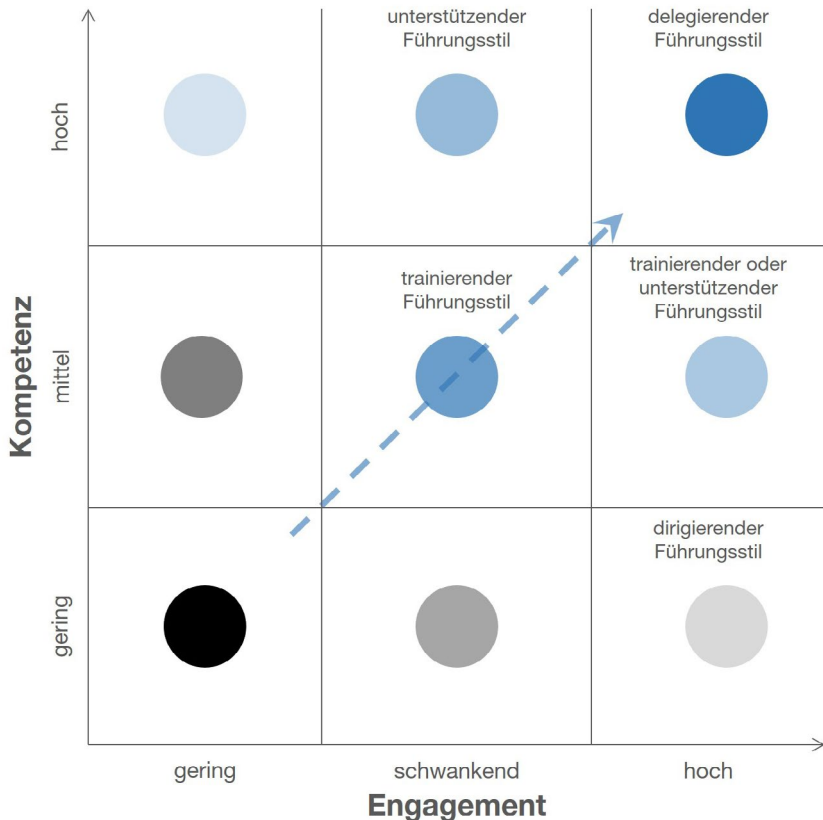 unterstützender
Führungsstil
delegierender
Führungsstil
hoch
trainierender
Führungsstil
trainierender oder
unterstützender
Führungsstil
mittel
Kompetenz
dirigierender
Führungsstil
gering
gering
schwankend
hoch
Engagement